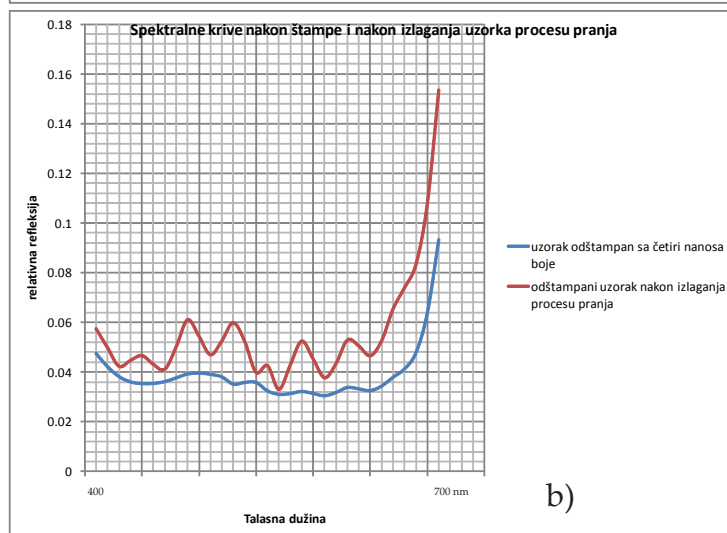 Spektralne krive nakon štampe i nakon izlaganja uzorka procesu pranja
0.18
0.16
0.14
0.12
0.1
0.08
0.06
0.04
0.02
0
relativna refleksija
400
700 nm
Talasna dužina
uzorak odštampan sa četiri nanosa
boje
odštampani uzorak nakon izlaganja
procesu pranja
b)